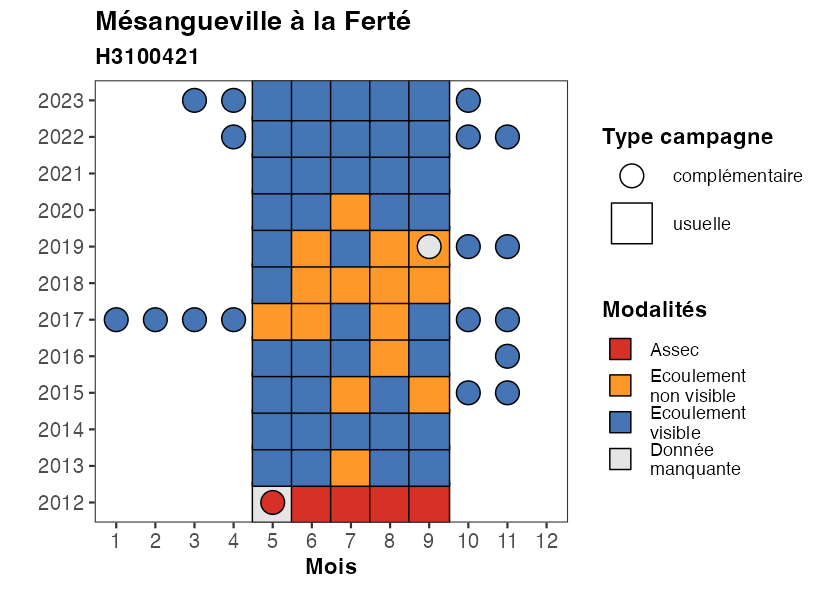 Mésangueville à la Ferté
H3100421
2023
2022
2021
2020
2019
2018
2017
2016
2015
2014
2013
2012
1 2 3 4 5 6 7 8 9 10 11 12
Mois
Type campagne
complémentaire
usuelle
Modalités
Assec
Ecoulement
non visible
Ecoulement
visible
Donnée
manquante